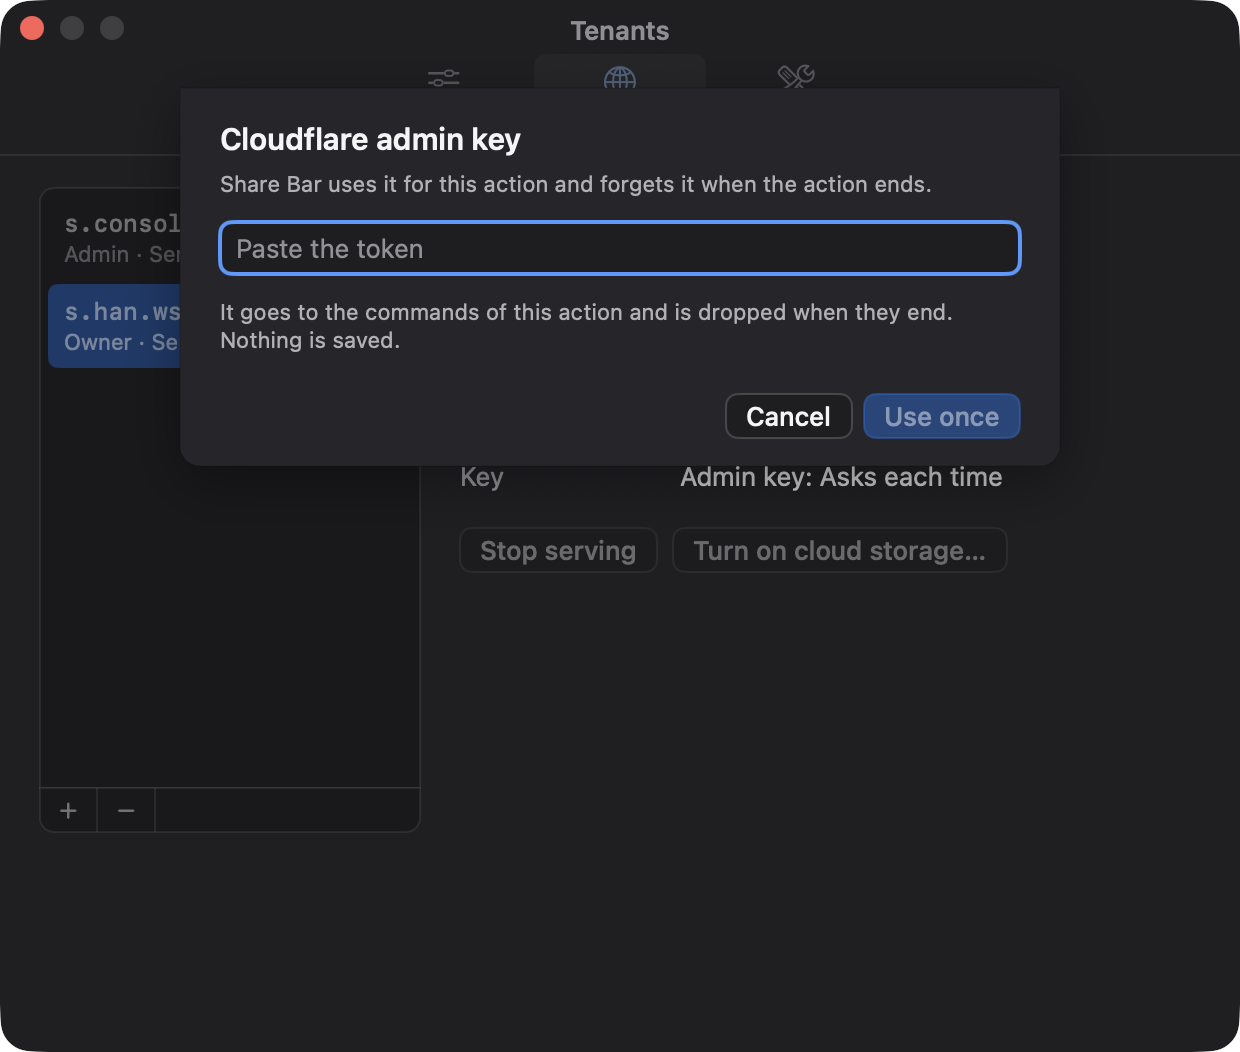 Tenants
Cloudflare admin key
Share Bar uses it for this action and forgets it when the action ends.
Paste the token
It goes to the commands of this action and is dropped when they end.
Nothing is saved.
Cancel
Use once
s.consol
Admin · Ser
s.han.ws
Owner · Se
Key
Admin key: Asks each time
Stop serving
Turn on cloud storage...